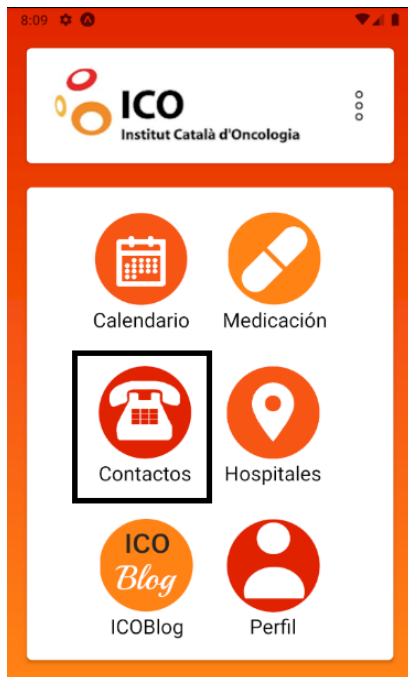 8:09
ICO
Institut Català d'Oncologia
Calendario
Medicación
Contactos
Hospitales
ICO
Blog
ICOBlog
Perfil